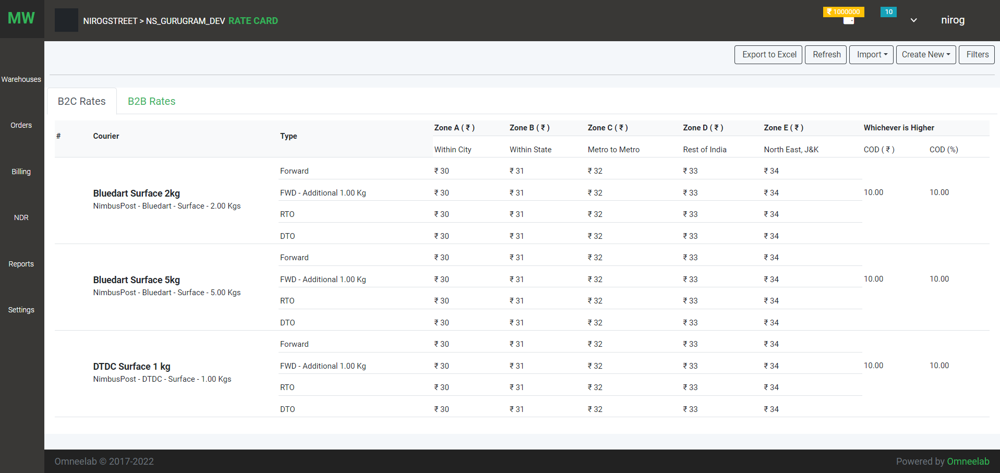 MW
NIROGSTREET > NS_GURUGRAM_DEV RATE CARD
₹ 1000000
10
nirog
Export to Excel
Refresh
Import
Create New
Filters
Warehouses
Orders
Billing
NDR
Reports
Settings
B2C Rates
B2B Rates
# Courier Type Zone A ( ₹ ) Zone B ( ₹ ) Zone C ( ₹ ) Zone D ( ₹ ) Zone E ( ₹ ) Whichever is Higher
Within City Within State Metro to Metro Rest of India North East, J&K COD ( ₹ ) COD (%)
Bluedart Surface 2kg
NimbusPost - Bluedart - Surface - 2.00 Kgs
Forward ₹ 30 ₹ 31 ₹ 32 ₹ 33 ₹ 34
FWD - Additional 1.00 Kg ₹ 30 ₹ 31 ₹ 32 ₹ 33 ₹ 34 10.00 10.00
RTO ₹ 30 ₹ 31 ₹ 32 ₹ 33 ₹ 34
DTO ₹ 30 ₹ 31 ₹ 32 ₹ 33 ₹ 34
Bluedart Surface 5kg
NimbusPost - Bluedart - Surface - 5.00 Kgs
Forward ₹ 30 ₹ 31 ₹ 32 ₹ 33 ₹ 34
FWD - Additional 1.00 Kg ₹ 30 ₹ 31 ₹ 32 ₹ 33 ₹ 34 10.00 10.00
RTO ₹ 30 ₹ 31 ₹ 32 ₹ 33 ₹ 34
DTO ₹ 30 ₹ 31 ₹ 32 ₹ 33 ₹ 34
DTDC Surface 1 kg
NimbusPost - DTDC - Surface - 1.00 Kgs
Forward ₹ 30 ₹ 31 ₹ 32 ₹ 33 ₹ 34
FWD - Additional 1.00 Kg ₹ 30 ₹ 31 ₹ 32 ₹ 33 ₹ 34 10.00 10.00
RTO ₹ 30 ₹ 31 ₹ 32 ₹ 33 ₹ 34
DTO ₹ 30 ₹ 31 ₹ 32 ₹ 33 ₹ 34
Omneelab © 2017-2022
Powered by Omneelab